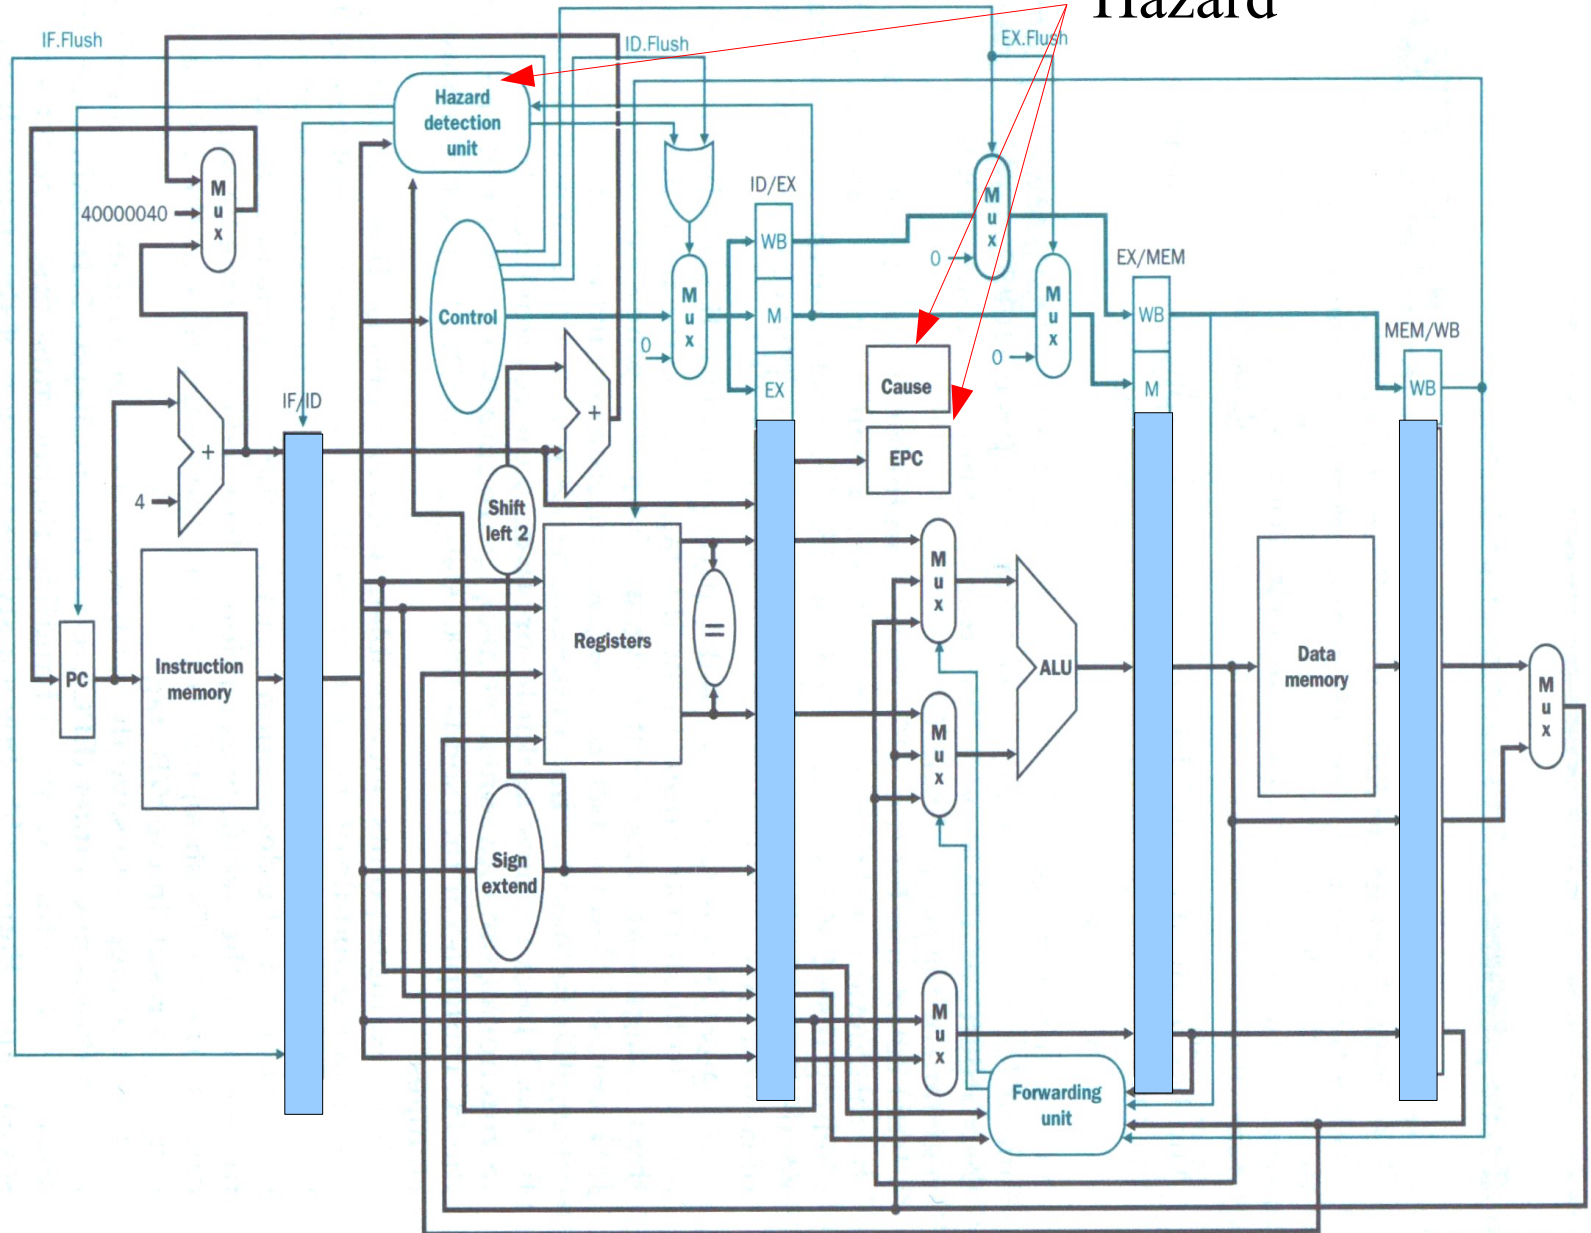 Hazard
IF.Flush
ID.Flush
EX.Flush
Hazard
detection
unit
M
u
x
40000040
ID/EX
WB
M
u
x
0
EX/MEM
Control
M
u
x
0
M
M
u
x
0
WB
MEM/WB
Cause
EX
M
WB
IF/ID
+
+
4
EPC
Shift
left 2
M
u
x
Registers
=
PC
Instruction
memory
ALU
Data
memory
M
u
x
M
u
x
Sign
extend
M
u
x
Forwarding
unit